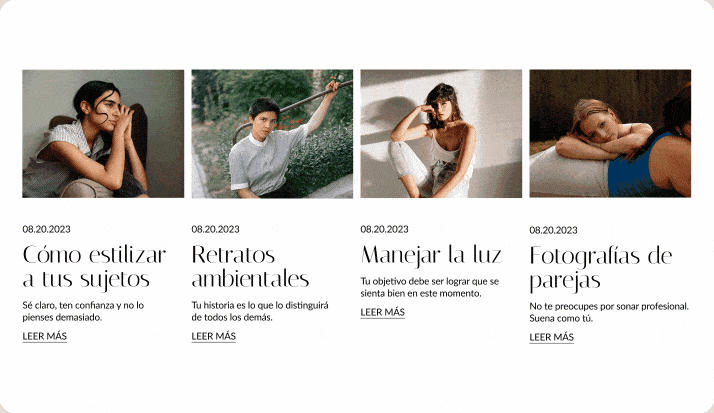 08.20.2023
Cómo estilizar
a tus sujetos
Sé claro, ten confianza y no lo
pienses demasiado.
LEER MÁS
08.20.2023
Retratos
ambientales
Tu historia es lo que lo distinguirá
de todos los demás.
LEER MÁS
08.20.2023
Manejar la luz
Tu objetivo debe ser lograr que se
sienta bien en este momento.
LEER MÁS
08.20.2023
Fotografías de
parejas
No te preocupes por sonar profesional.
Suena como tú.
LEER MÁS